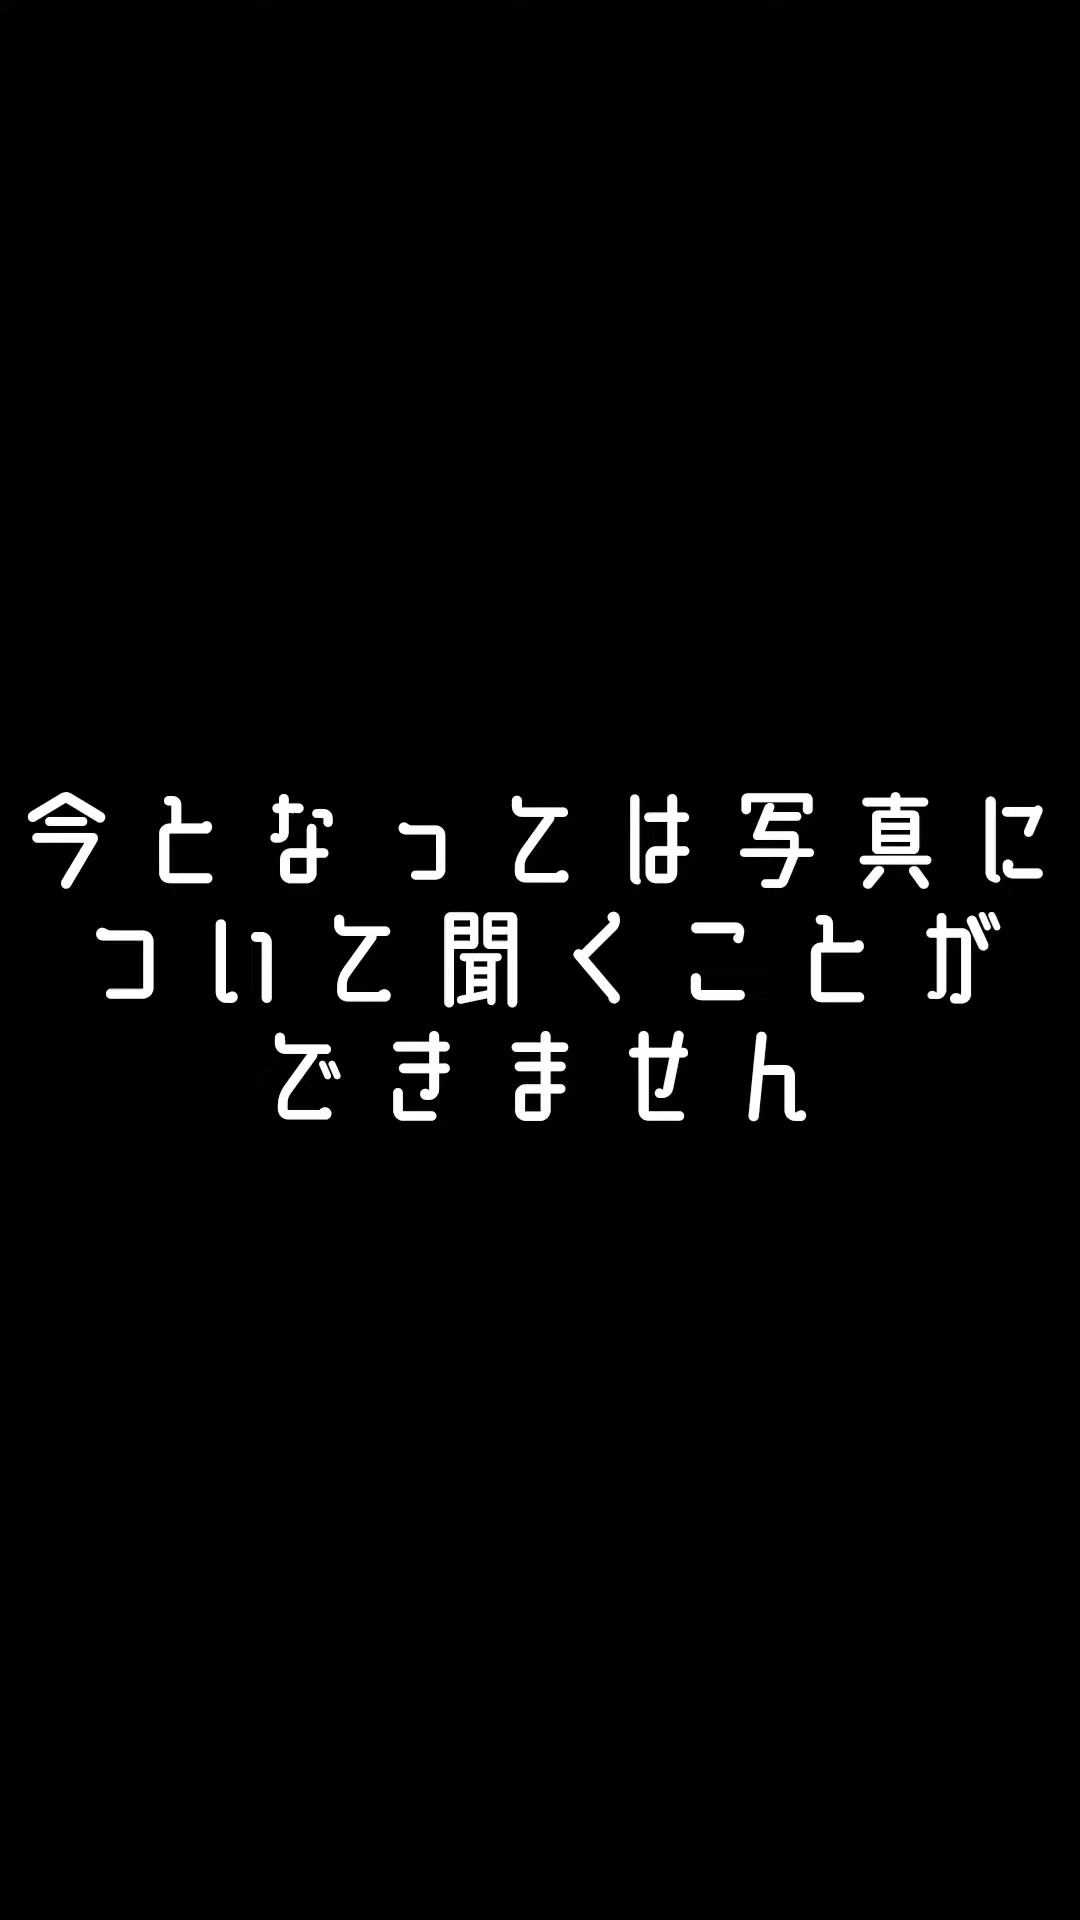 今となっては写真に
ついて聞くことが
できません